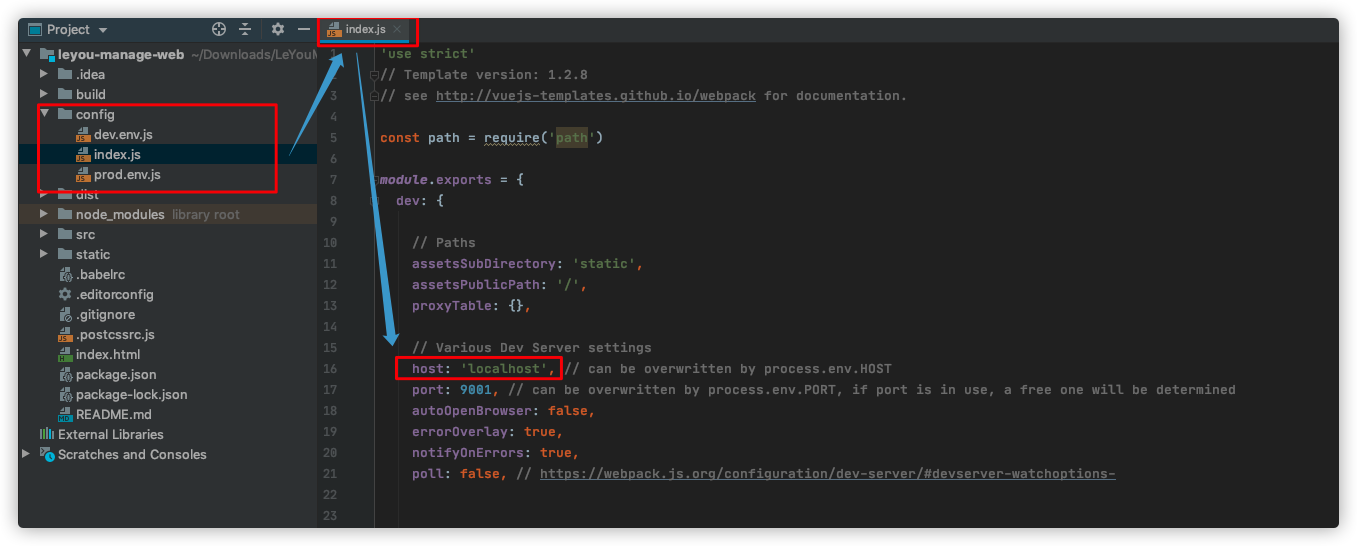 Project
index.js
leyou-manage-web ~/Downloads/LeYouM
.idea
build
config
dev.env.js
index.js
prod.env.js
dist
node_modules library root
src
static
.babelrc
.editorconfig
.gitignore
.postcssrc.js
index.html
package.json
package-lock.json
README.md
External Libraries
Scratches and Consoles
1 'use strict'
2 // Template version: 1.2.8
3 // see http://vuejs-templates.github.io/webpack for documentation.
4
5 const path = require('path')
6
7 module.exports = {
8 dev: {
9
10 // Paths
11 assetsSubDirectory: 'static',
12 assetsPublicPath: '/',
13 proxyTable: {},
14
15 // Various Dev Server settings
16 host: 'localhost', // can be overwritten by process.env.HOST
17 port: 9001, // can be overwritten by process.env.PORT, if port is in use, a free one will be determined
18 autoOpenBrowser: false,
19 errorOverlay: true,
20 notifyOnErrors: true,
21 poll: false, // https://webpack.js.org/configuration/dev-server/#devserver-watchoptions-
22
23